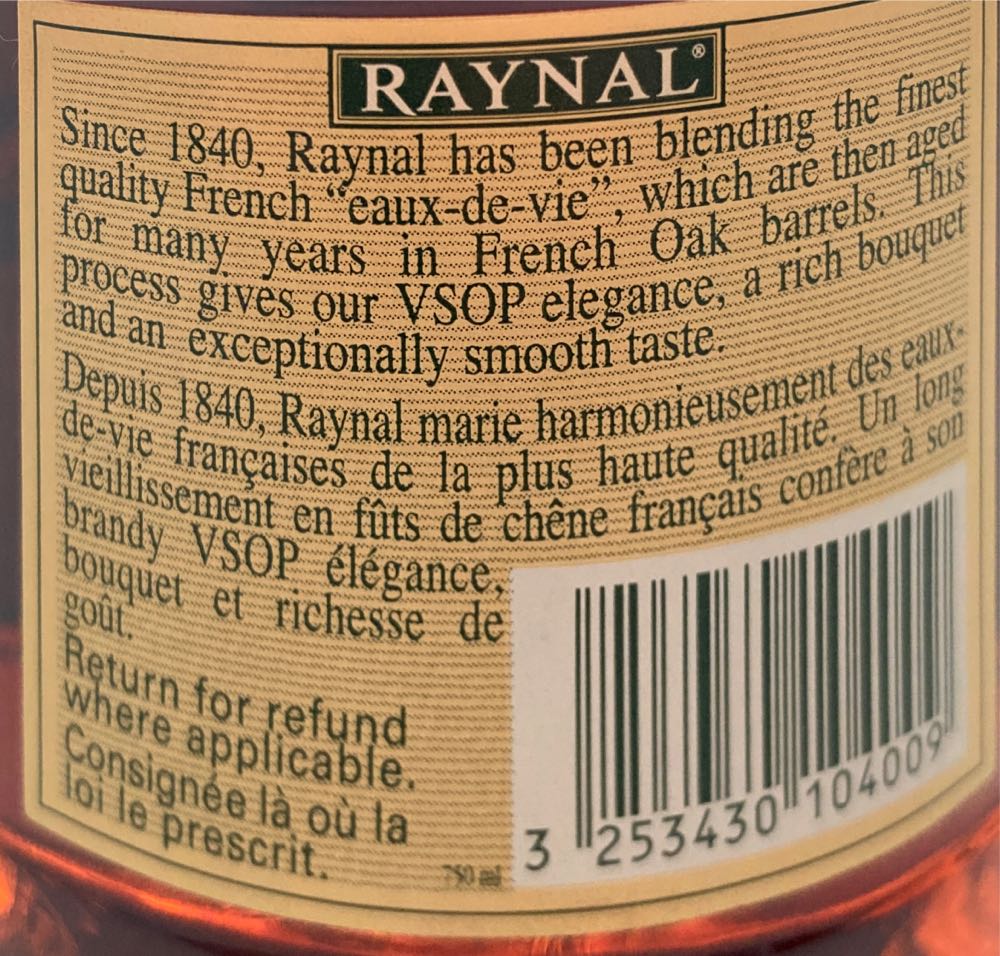 RAYNAL®
Since 1840, Raynal has been blending the finest
quality French “eaux-de-vie”, which are then aged
for many years in French Oak barrels. This
process gives our VSOP elegance, a rich bouquet
and an exceptionally smooth taste.
Depuis 1840, Raynal marie harmonieusement des eaux-
de-vie françaises de la plus haute qualité. Un long
vieillissement en fûts de chêne français confère à son
brandy VSOP élégance,
bouquet et richesse de
goût.
Return for refund
where applicable.
Consignée là où la
loi le prescrit.
750 ml
3 253430 104009